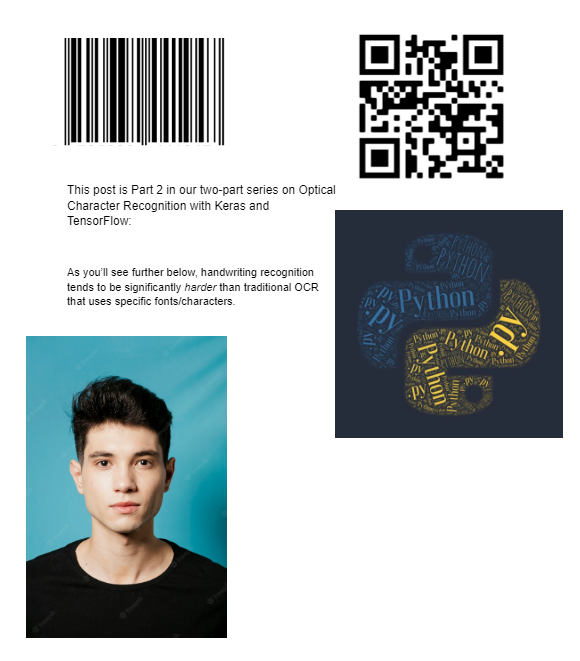 This post is Part 2 in our two-part series on Optical
Character Recognition with Keras and
TensorFlow:
As you’ll see further below, handwriting recognition
tends to be significantly harder than traditional OCR
that uses specific fonts/characters.
PYTHON
PYTHON
Python
.py
.py
Python
Python
.py
.py